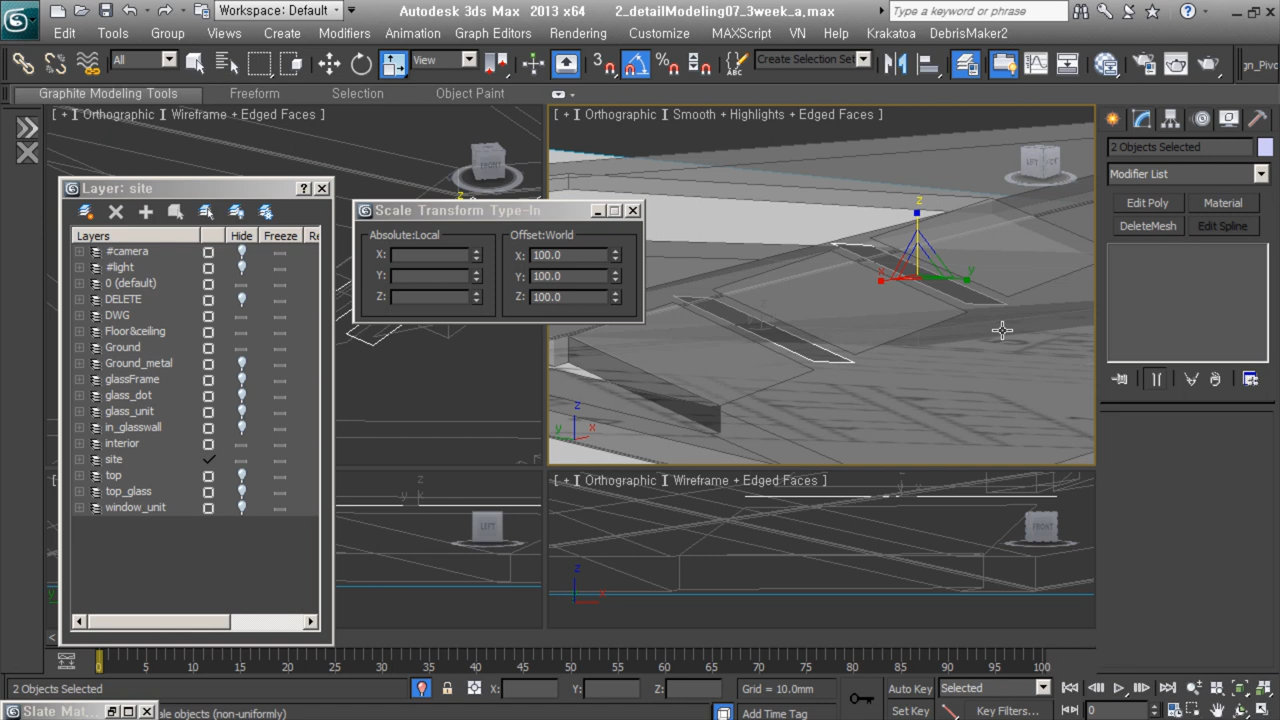 Workspace: Default
Autodesk 3ds Max  2013 x64
2_detailModeling07_3week_a.max
Type a keyword or phrase
Edit
Tools
Group
Views
Create
Modifiers
Animation
Graph Editors
Rendering
Customize
MAXScript
VN
Help
Krakatoa
DebrisMaker2
All
View
3
Create Selection Set
gn_Pivo
Graphite Modeling Tools
Freeform
Selection
Object Paint
[ + ] Orthographic ] Wireframe + Edged Faces ]
FRONT
[ + ] Orthographic ] Smooth + Highlights + Edged Faces ]
LEFT
2 Objects Selected
Modifier List
Edit Poly
Material
DeleteMesh
Edit Spline
Layer: site
?
Layers
Hide
Freeze
Re
#camera
#light
0 (default)
DELETE
DWG
Floor&ceiling
Ground
Ground_metal
glassFrame
glass_dot
glass_unit
in_glasswall
interior
site
top
top_glass
window_unit
Scale Transform Type-In
Absolute:Local
Offset:World
X:
X: 100.0
Y:
Y: 100.0
Z:
Z: 100.0
z
x
y
z
y
x
LEFT
[ + ] Orthographic ] Wireframe + Edged Faces ]
FRONT
z
x
0 5 10 15 20 25 30 35 40 45 50 55 60 65 70 75 80 85 90 95 100
2 Objects Selected
X:
Y:
Z:
Grid = 10.0mm
Auto Key
Selected
Slate Mat...
ale objects (non-uniformly)
Add Time Tag
Set Key
Key Filters...
0